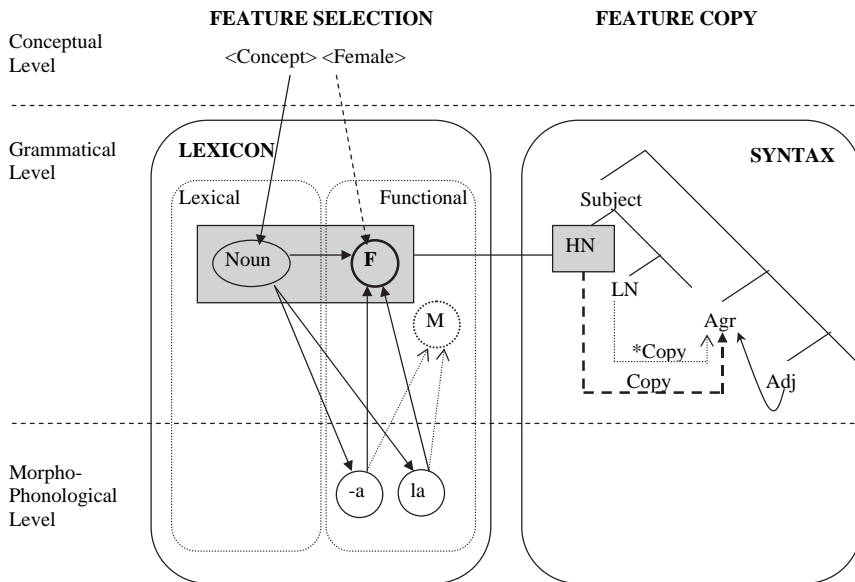 FEATURE SELECTION
FEATURE COPY
Conceptual
Level
<Concept> <Female>
Grammatical
Level
LEXICON
SYNTAX
Lexical
Functional
Subject
Noun
F
HN
LN
M
Agr
*Copy
Copy
Adj
Morpho-
Phonological
Level
-a
la